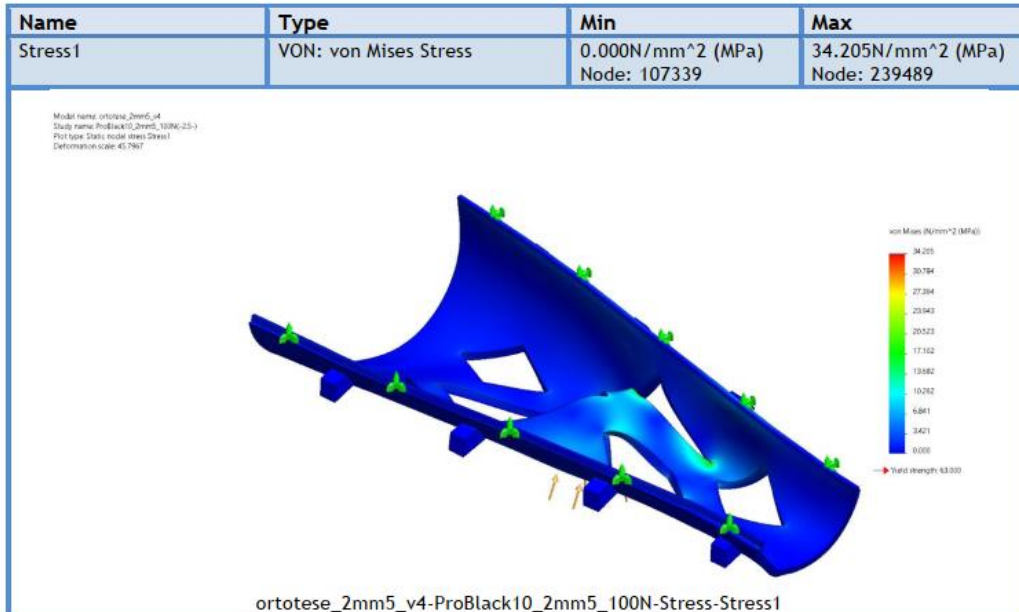 Name Type Min Max
Stress1 VON: von Mises Stress 0.000N/mm^2 (MPa) 34.205N/mm^2 (MPa)
Node: 107339 Node: 239489
Model name: ortotese_2mm5_v4
Study name: ProBlack10_2mm5_100N(-2.5-)
Plot type: Static nodal stress Stress1
Deformation scale: 45.7967
von Mises (N/mm^2 (MPa))
34.205
30.784
27.364
23.943
20.523
17.102
13.682
10.262
6.841
3.421
0.000
Yield strength: 63.000
ortotese_2mm5_v4-ProBlack10_2mm5_100N-Stress-Stress1